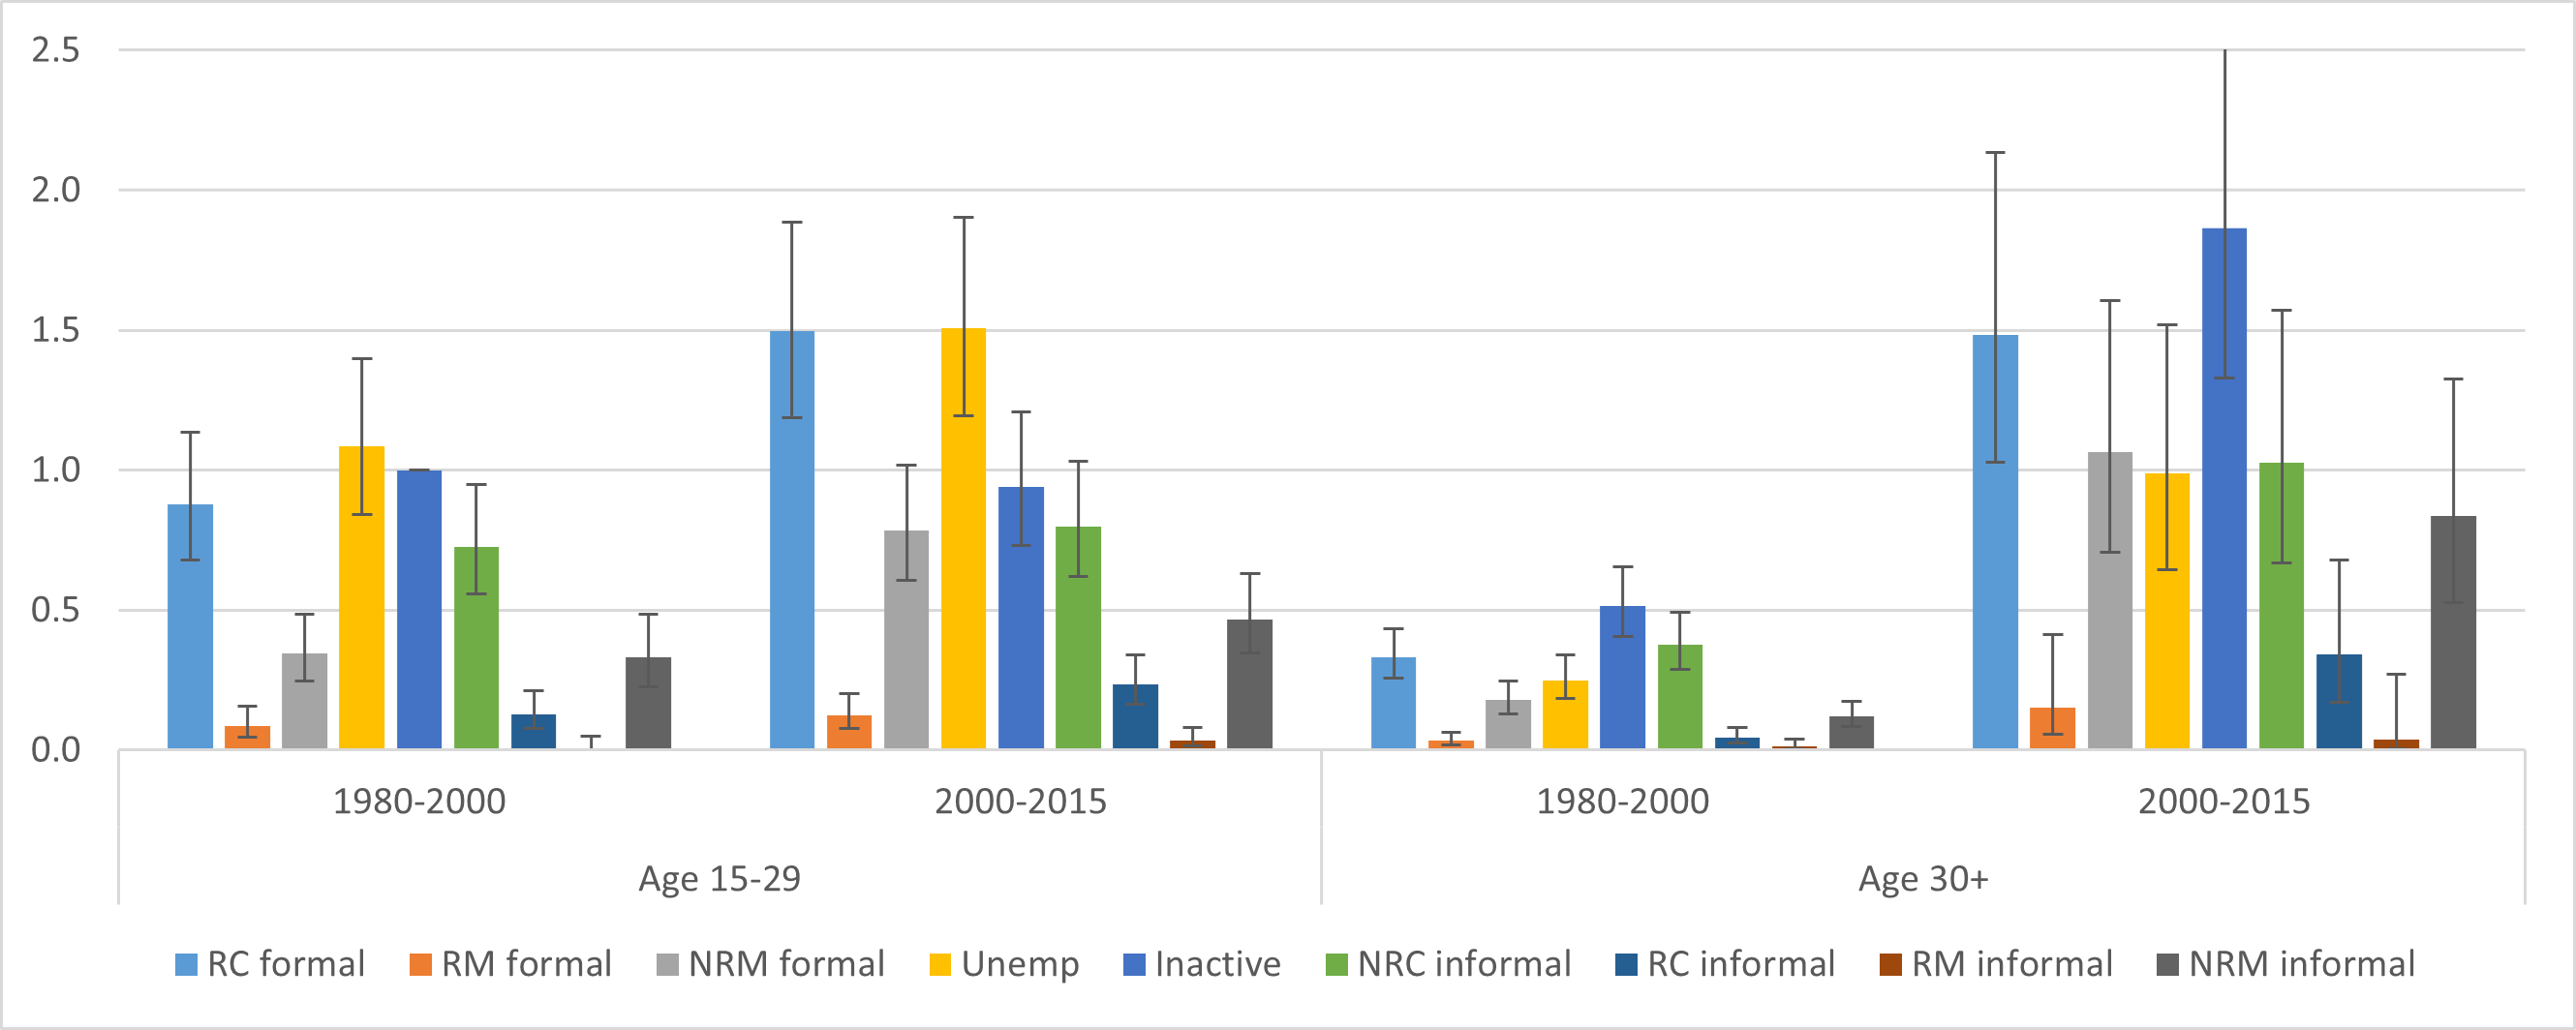 2.5
2.0
1.5
1.0
0.5
0.0
1980-2000 2000-2015 1980-2000 2000-2015
Age 15-29 Age 30+
RC formal RM formal NRM formal Unemp Inactive NRC informal RC informal RM informal NRM informal